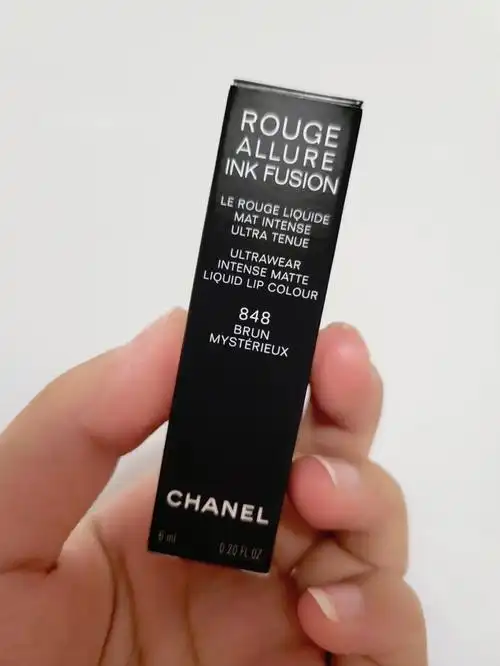 ROUGE
ALLURE
INK FUSION
LE ROUGE LIQUIDE
MAT INTENSE
ULTRA TENUE
ULTRAWEAR
INTENSE MATTE
LIQUID LIP COLOUR
848
BRUN
MYSTÉRIEUX
CHANEL
6 ml 0.20 FL.OZ